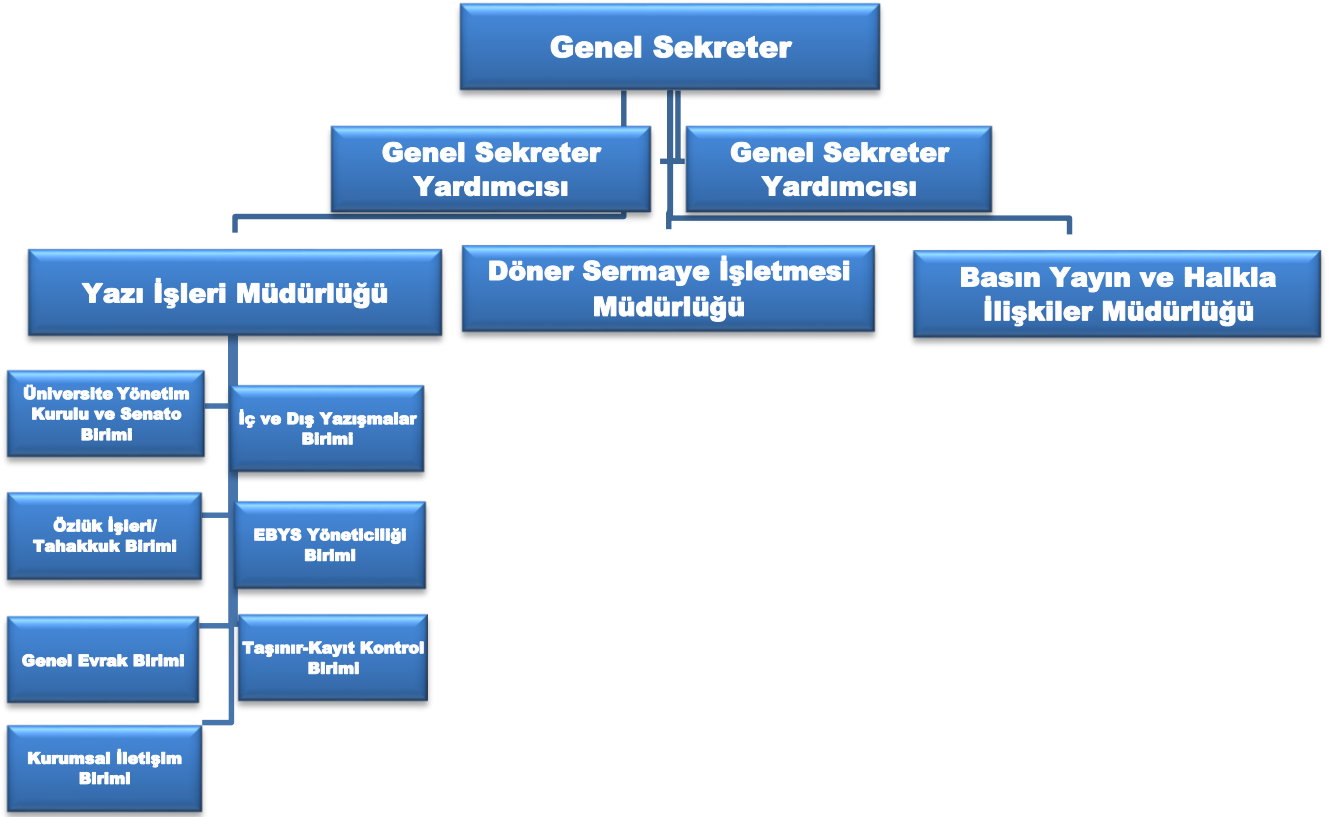 Genel Sekreter
Genel Sekreter
Yardımcısı
Genel Sekreter
Yardımcısı
Yazı İşleri Müdürlüğü
Döner Sermaye İşletmesi
Müdürlüğü
Basın Yayın ve Halkla
İlişkiler Müdürlüğü
Üniversite Yönetim
Kurulu ve Senato
Birimi
İç ve Dış Yazışmalar
Birimi
Özlük İşleri/
Tahakkuk Birimi
EBYS Yöneticiliği
Birimi
Genel Evrak Birimi
Taşınır-Kayıt Kontrol
Birimi
Kurumsal İletişim
Birimi